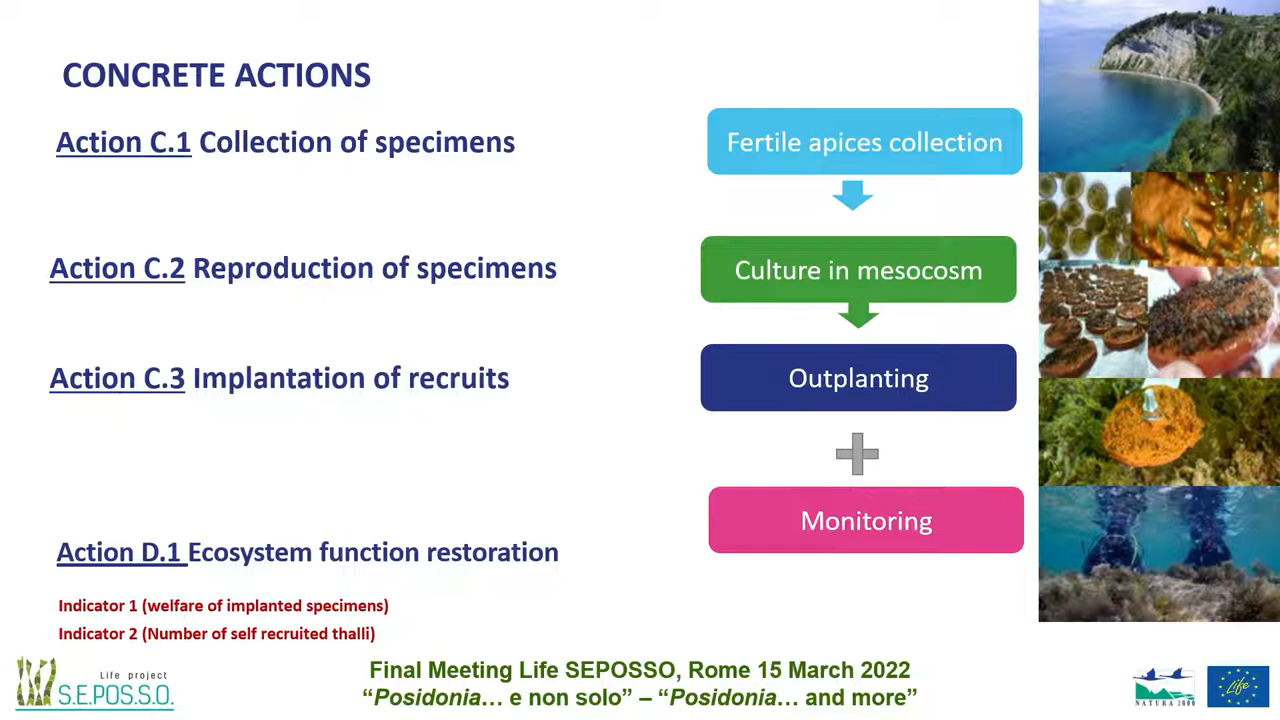 CONCRETE ACTIONS
Action C.1 Collection of specimens
Fertile apices collection
Action C.2 Reproduction of specimens
Culture in mesocosm
Action C.3 Implantation of recruits
Outplanting
Monitoring
Action D.1 Ecosystem function restoration
Indicator 1 (welfare of implanted specimens)
Indicator 2 (Number of self recruited thalli)
Life project
S.E.POS.S.O.
Final Meeting Life SEPOSSO, Rome 15 March 2022
“Posidonia… e non solo” – “Posidonia… and more”
NATURA 2000
Life